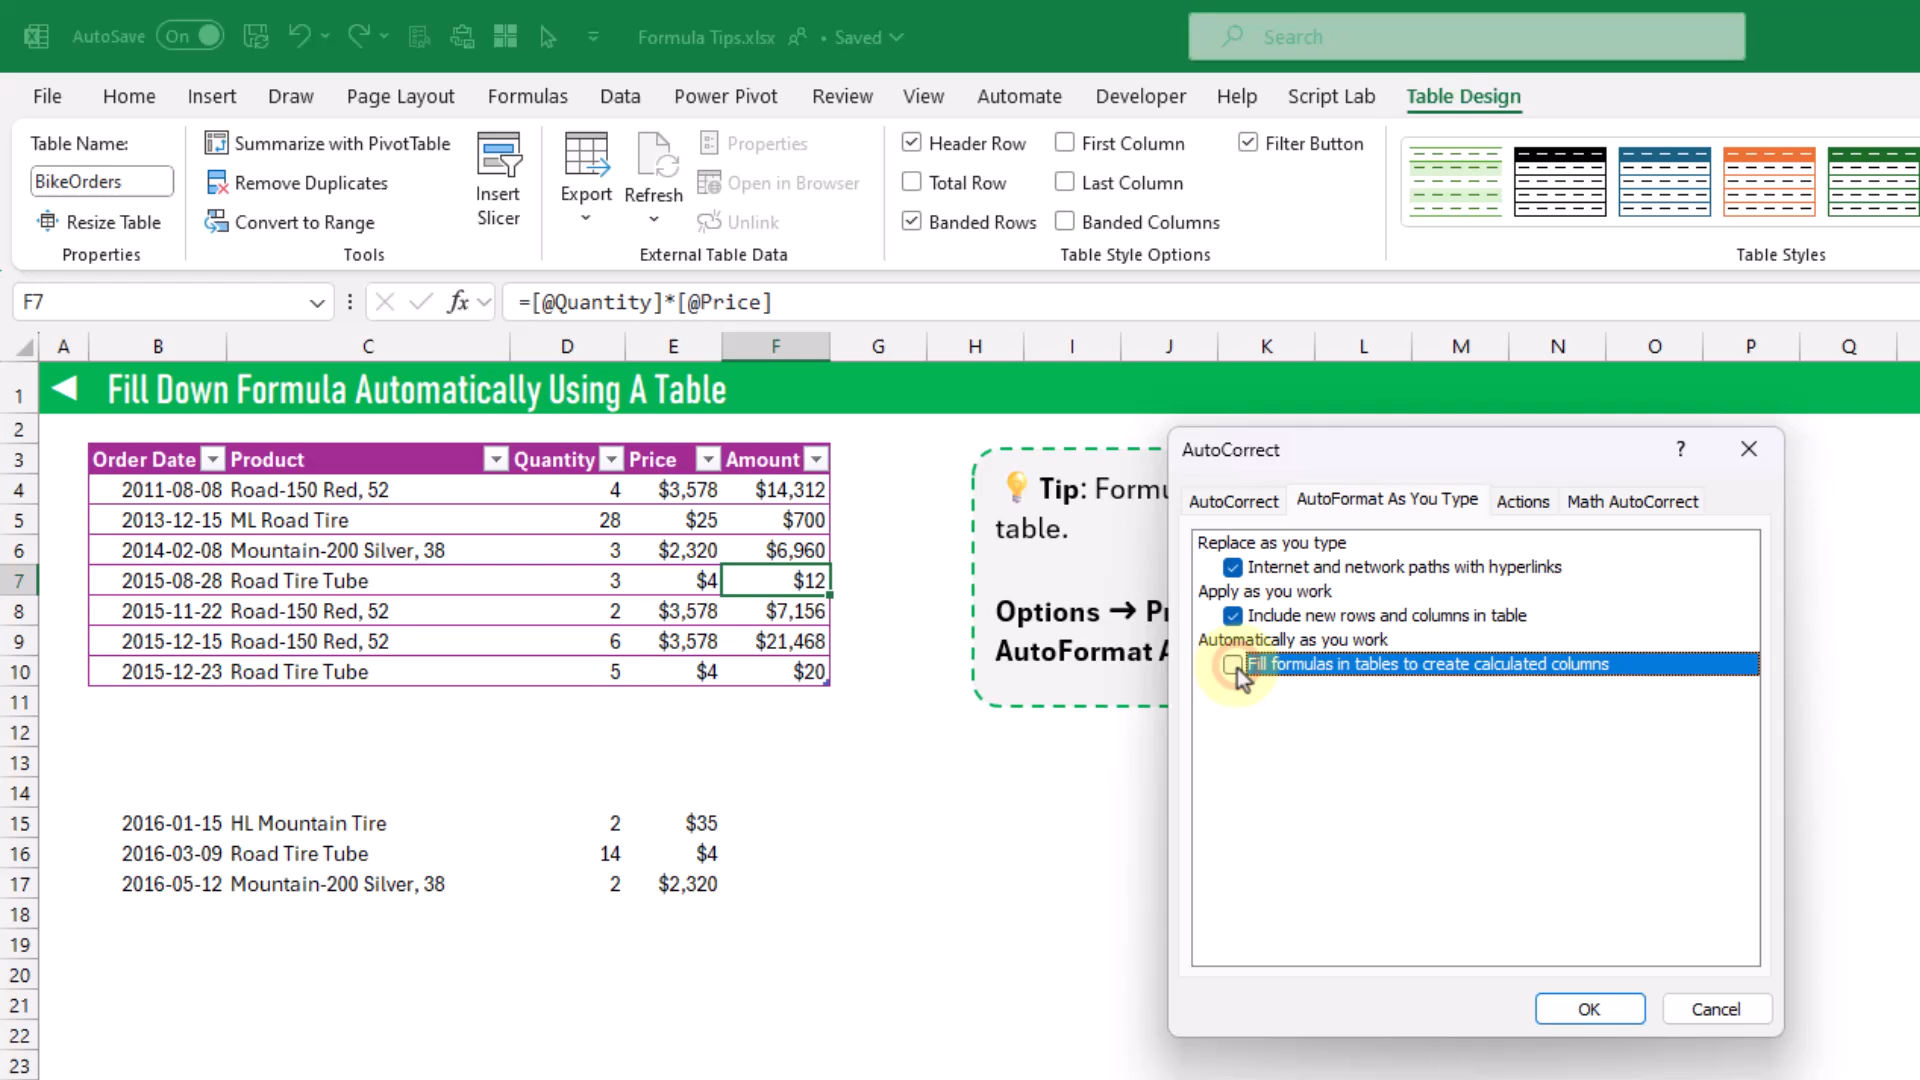 AutoSave On Formula Tips.xlsx • Saved Search
File Home Insert Draw Page Layout Formulas Data Power Pivot Review View Automate Developer Help Script Lab Table Design
Table Name:
BikeOrders
Resize Table
Properties
Summarize with PivotTable
Remove Duplicates
Convert to Range
Tools
Insert
Slicer
Export
Refresh
Properties
Open in Browser
Unlink
External Table Data
Header Row First Column Filter Button
Total Row Last Column
Banded Rows Banded Columns
Table Style Options
Table Styles
F7 fx =[@Quantity]*[@Price]
A B C D E F G H I J K L M N O P Q
1 Fill Down Formula Automatically Using A Table
2
3 Order Date Product Quantity Price Amount
4 2011-08-08 Road-150 Red, 52 4 $3,578 $14,312
5 2013-12-15 ML Road Tire 28 $25 $700
6 2014-02-08 Mountain-200 Silver, 38 3 $2,320 $6,960
7 2015-08-28 Road Tire Tube 3 $4 $12
8 2015-11-22 Road-150 Red, 52 2 $3,578 $7,156
9 2015-12-15 Road-150 Red, 52 6 $3,578 $21,468
10 2015-12-23 Road Tire Tube 5 $4 $20
11
12
13
14
15 2016-01-15 HL Mountain Tire 2 $35
16 2016-03-09 Road Tire Tube 14 $4
17 2016-05-12 Mountain-200 Silver, 38 2 $2,320
18
19
20
21
22
23
Tip: Formu
table.
Options → Pr
AutoFormat A
AutoCorrect ?
AutoCorrect AutoFormat As You Type Actions Math AutoCorrect
Replace as you type
Internet and network paths with hyperlinks
Apply as you work
Include new rows and columns in table
Automatically as you work
Fill formulas in tables to create calculated columns
OK Cancel